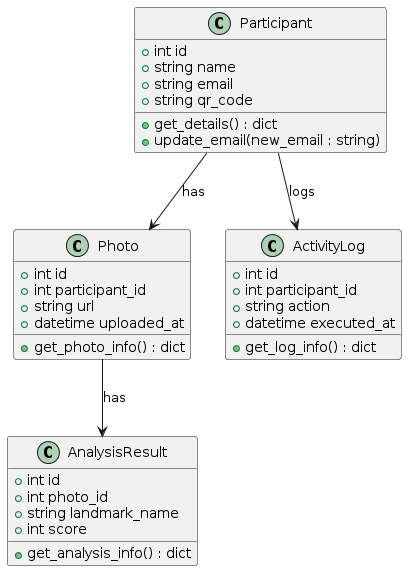 C Participant
int id
string name
string email
string qr_code
get_details() : dict
update_email(new_email : string)
has
logs
C Photo
int id
int participant_id
string url
datetime uploaded_at
get_photo_info() : dict
C ActivityLog
int id
int participant_id
string action
datetime executed_at
get_log_info() : dict
has
C AnalysisResult
int id
int photo_id
string landmark_name
int score
get_analysis_info() : dict